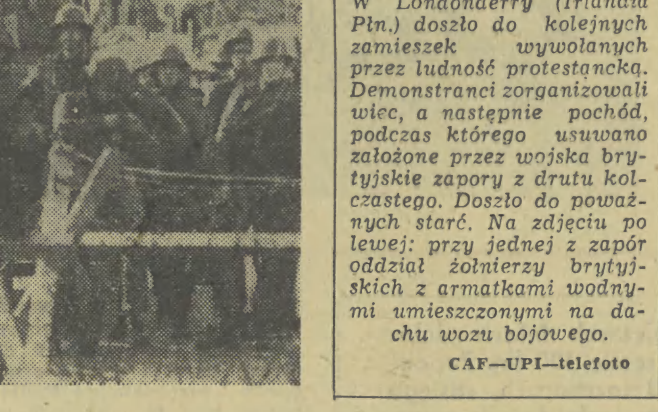 W Londonderry (Irlandia
Płn.) doszło do kolejnych
zamieszek wywołanych
przez ludność protestancką.
Demonstranci zorganizowali
wiec, a następnie pochód,
podczas którego usuwano
założone przez wojska bry-
tyjskie zapory z drutu kol-
czastego. Doszło do poważ-
nych starć. Na zdjęciu po
lewej: przy jednej z zapór
oddział żołnierzy brytyj-
skich z armatkami wodny-
mi umieszczonymi na da-
chu wozu bojowego.
CAF—UPI—telefoto